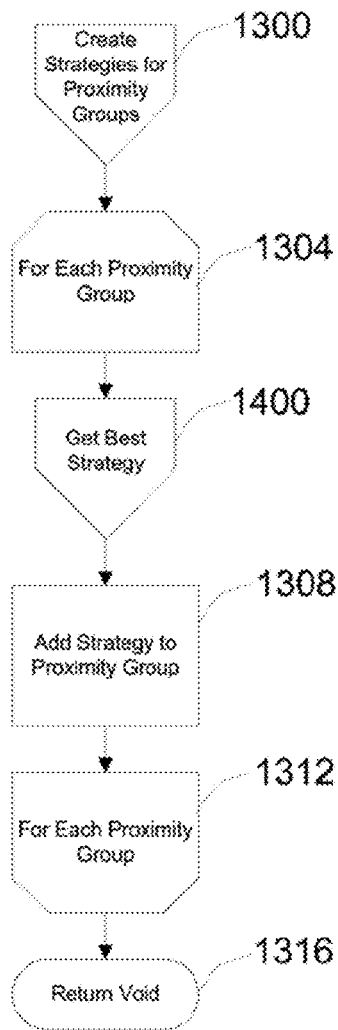 Create
Strategies for
Proximity
Groups
1300
For Each Proximity
Group
1304
Get Best
Strategy
1400
Add Strategy to
Proximity Group
1308
For Each Proximity
Group
1312
Return Void
1316